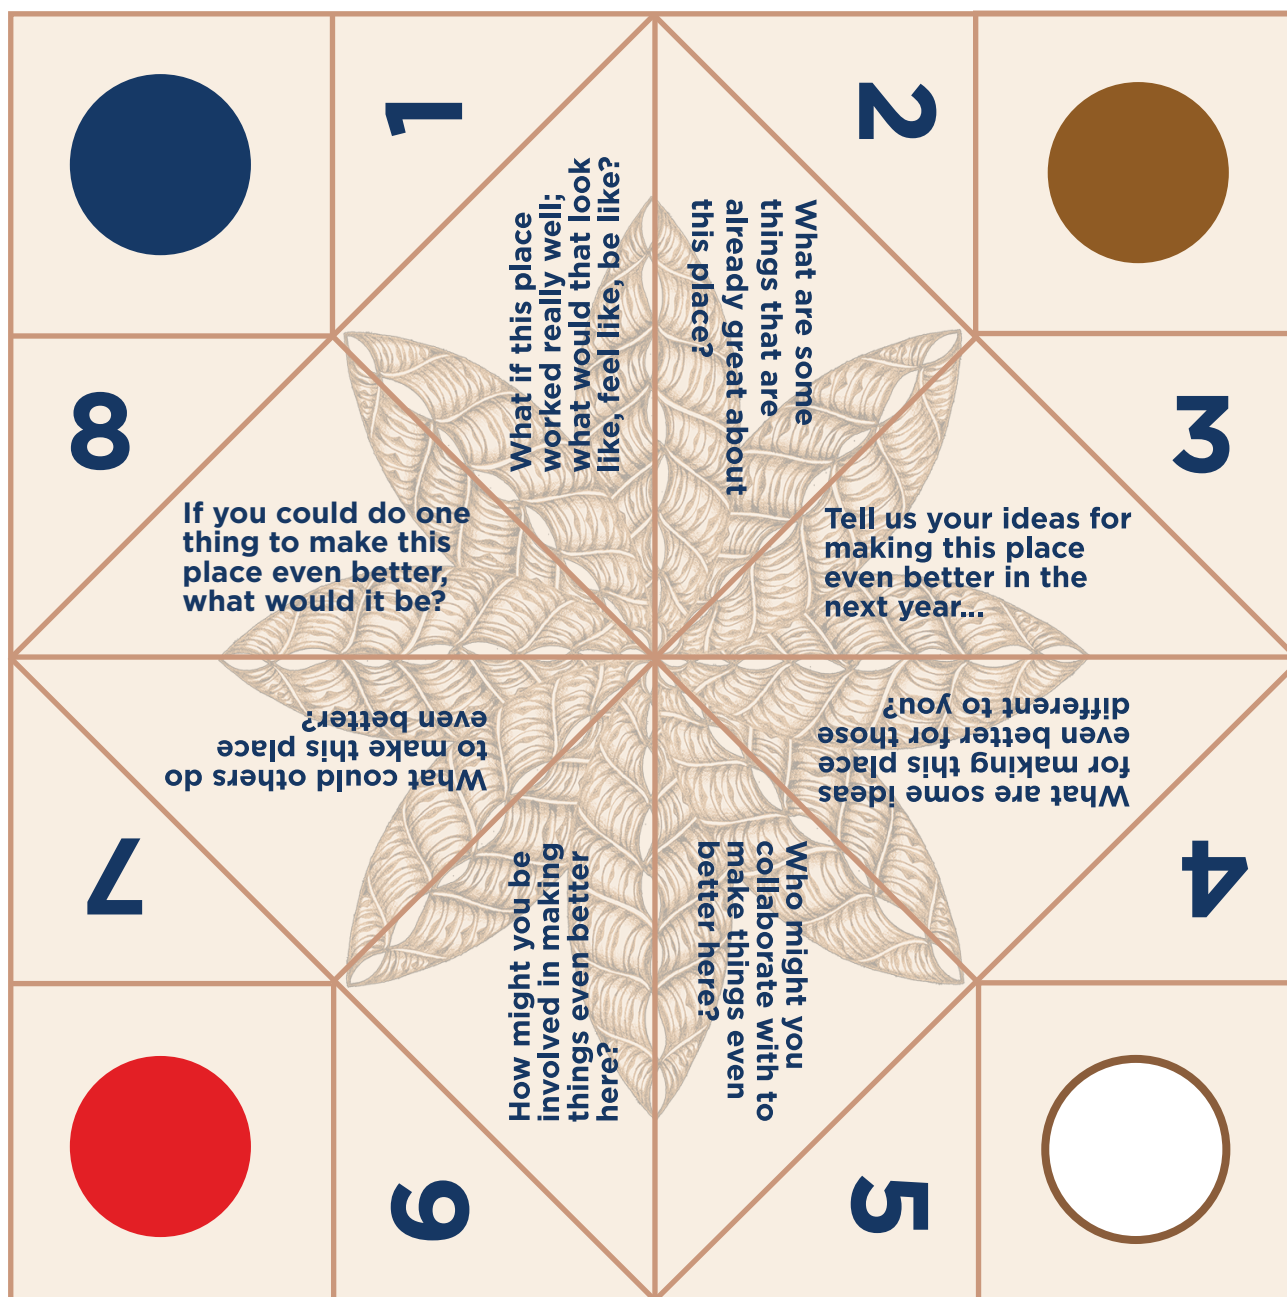 1
What if this place
worked really well;
what would that look
like, feel like, be like?
2
What are some
things that are
already great about
this place?
3
Tell us your ideas for
making this place
even better in the
next year...
4
What are some ideas
for making this place
even better for those
different to you?
5
Who might you
collaborate with to
make things even
better here?
6
How might you be
involved in making
things even better
here?
7
What could others do
to make this place
even better?
8
If you could do one
thing to make this
place even better,
what would it be?